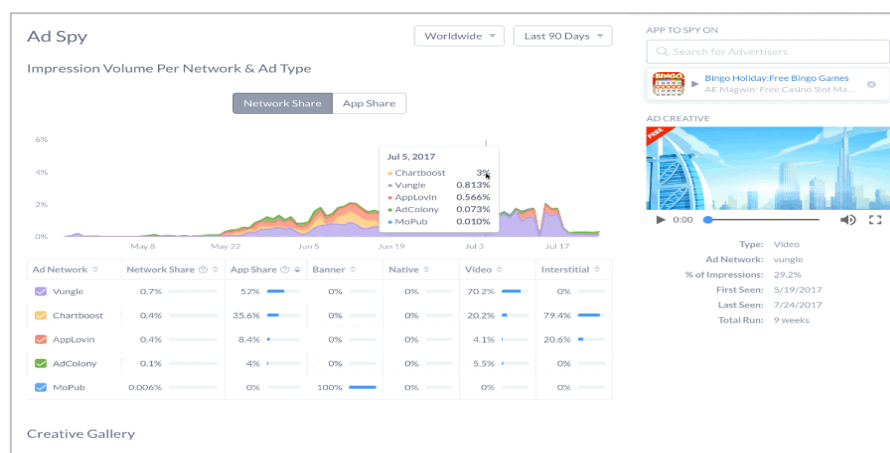 Ad Spy
Worldwide
Last 90 Days
Impression Volume Per Network & Ad Type
Network Share
App Share
6%
4%
2%
0%
May 8
May 22
Jun 5
Jun 19
Jul 3
Jul 17
Jul 5, 2017
Chartboost 3%
Vungle 0.813%
AppLovin 0.566%
AdColony 0.073%
MoPub 0.010%
Ad Network Network Share App Share Banner Native Video Interstitial
Vungle 0.7% 52% 0% 0% 70.2% 0%
Chartboost 0.4% 35.6% 0% 0% 20.2% 79.4%
AppLovin 0.4% 8.4% 0% 0% 4.1% 20.6%
AdColony 0.1% 4% 0% 0% 5.5% 0%
MoPub 0.006% 0% 100% 0% 0% 0%
Creative Gallery
APP TO SPY ON
Search for Advertisers
BINGO
Bingo Holiday:Free Bingo Games
AE Magwin: Free Casino Slot Ma...
AD CREATIVE
FREE
0:00
Type: Video
Ad Network: vungle
% of Impressions: 29.2%
First Seen: 5/19/2017
Last Seen: 7/24/2017
Total Run: 9 weeks